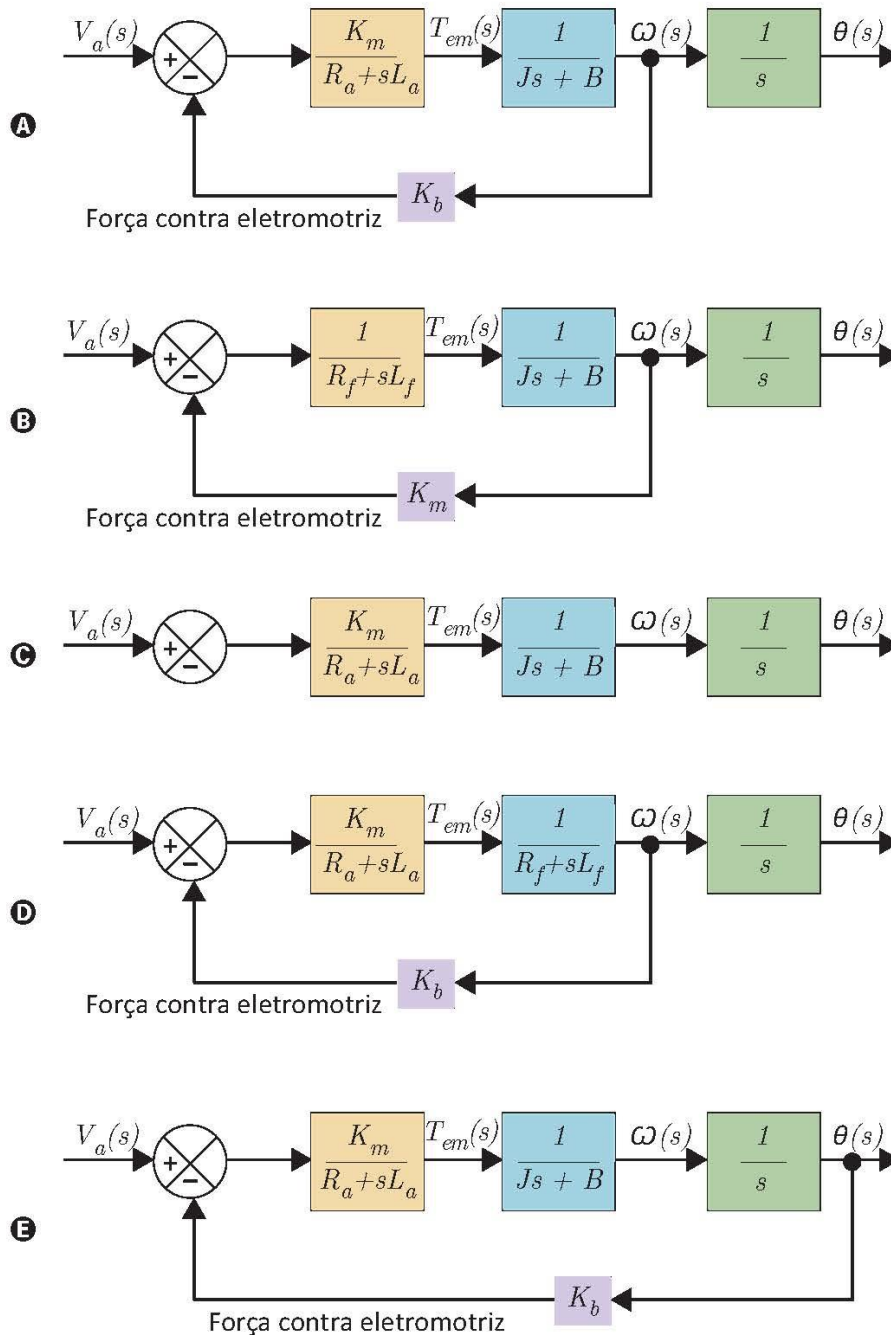 V_a(s) + − K_m / R_a+sL_a T_em(s) 1 / Js + B ω(s) 1 / s θ(s)
A
K_b
Força contra eletromotriz
V_a(s) + − 1 / R_f+sL_f T_em(s) 1 / Js + B ω(s) 1 / s θ(s)
B
K_m
Força contra eletromotriz
V_a(s) + − K_m / R_a+sL_a T_em(s) 1 / Js + B ω(s) 1 / s θ(s)
C
V_a(s) + − K_m / R_a+sL_a T_em(s) 1 / R_f+sL_f ω(s) 1 / s θ(s)
D
K_b
Força contra eletromotriz
V_a(s) + − K_m / R_a+sL_a T_em(s) 1 / Js + B ω(s) 1 / s θ(s)
E
K_b
Força contra eletromotriz